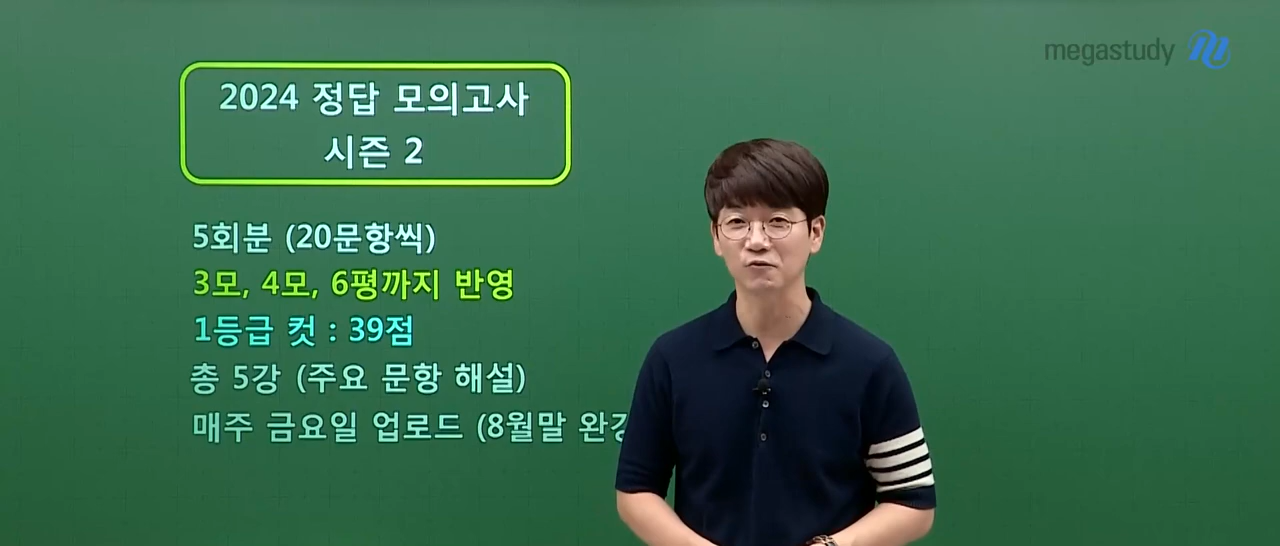 megastudy
2024 정답 모의고사
시즌 2
5회분 (20문항씩)
3모, 4모, 6평까지 반영
1등급 컷 : 39점
총 5강 (주요 문항 해설)
매주 금요일 업로드 (8월말